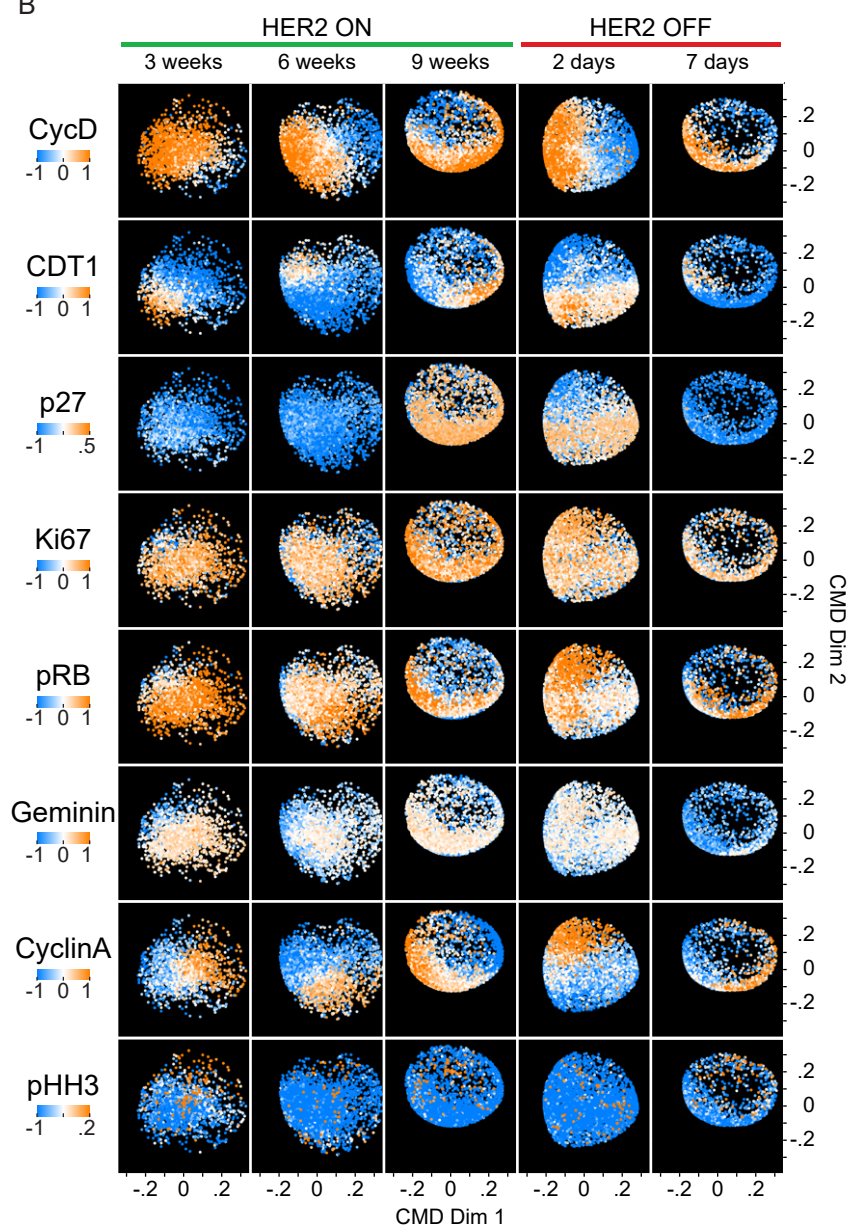 B
HER2 ON HER2 OFF
3 weeks 6 weeks 9 weeks 2 days 7 days
CycD
-1 0 1
.2
0
-.2
CDT1
-1 0 1
.2
0
-.2
p27
-1 .5
.2
0
-.2
Ki67
-1 0 1
.2
0
-.2
pRB
-1 0 1
.2
0
-.2
Geminin
-1 0 1
.2
0
-.2
CyclinA
-1 0 1
.2
0
-.2
pHH3
-1 .2
.2
0
-.2
CMD Dim 2
-.2 0 .2 -.2 0 .2 -.2 0 .2 -.2 0 .2 -.2 0 .2
CMD Dim 1